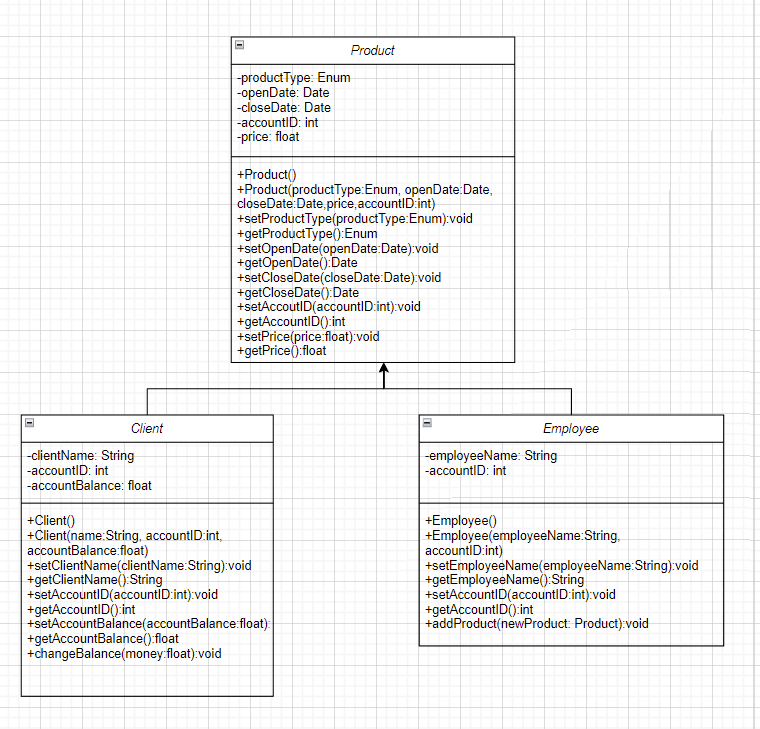 Product
-productType: Enum
-openDate: Date
-closeDate: Date
-accountID: int
-price: float
+Product()
+Product(productType:Enum, openDate:Date,
closeDate:Date,price,accountID:int)
+setProductType(productType:Enum):void
+getProductType():Enum
+setOpenDate(openDate:Date):void
+getOpenDate():Date
+setCloseDate(closeDate:Date):void
+getCloseDate():Date
+setAccoutID(accountID:int):void
+getAccountID():int
+setPrice(price:float):void
+getPrice():float
Client
-clientName: String
-accountID: int
-accountBalance: float
+Client()
+Client(name:String, accountID:int,
accountBalance:float)
+setClientName(clientName:String):void
+getClientName():String
+setAccountID(accountID:int):void
+getAccountID():int
+setAccountBalance(accountBalance:float):
+getAccountBalance():float
+changeBalance(money:float):void
Employee
-employeeName: String
-accountID: int
+Employee()
+Employee(employeeName:String,
accountID:int)
+setEmployeeName(employeeName:String):void
+getEmployeeName():String
+setAccountID(accountID:int):void
+getAccountID():int
+addProduct(newProduct: Product):void